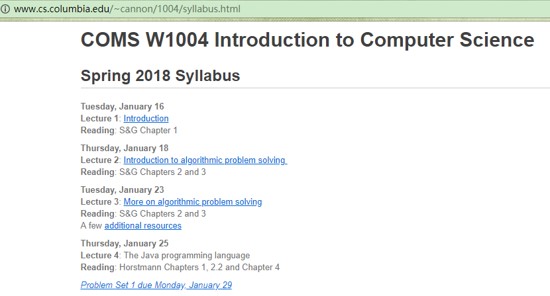 www.cs.columbia.edu/~cannon/1004/syllabus.html
COMS W1004 Introduction to Computer Science
Spring 2018 Syllabus
Tuesday, January 16
Lecture 1: Introduction
Reading: S&G Chapter 1
Thursday, January 18
Lecture 2: Introduction to algorithmic problem solving
Reading: S&G Chapters 2 and 3
Tuesday, January 23
Lecture 3: More on algorithmic problem solving
Reading: S&G Chapters 2 and 3
A few additional resources
Thursday, January 25
Lecture 4: The Java programming language
Reading: Horstmann Chapters 1, 2.2 and Chapter 4
Problem Set 1 due Monday, January 29